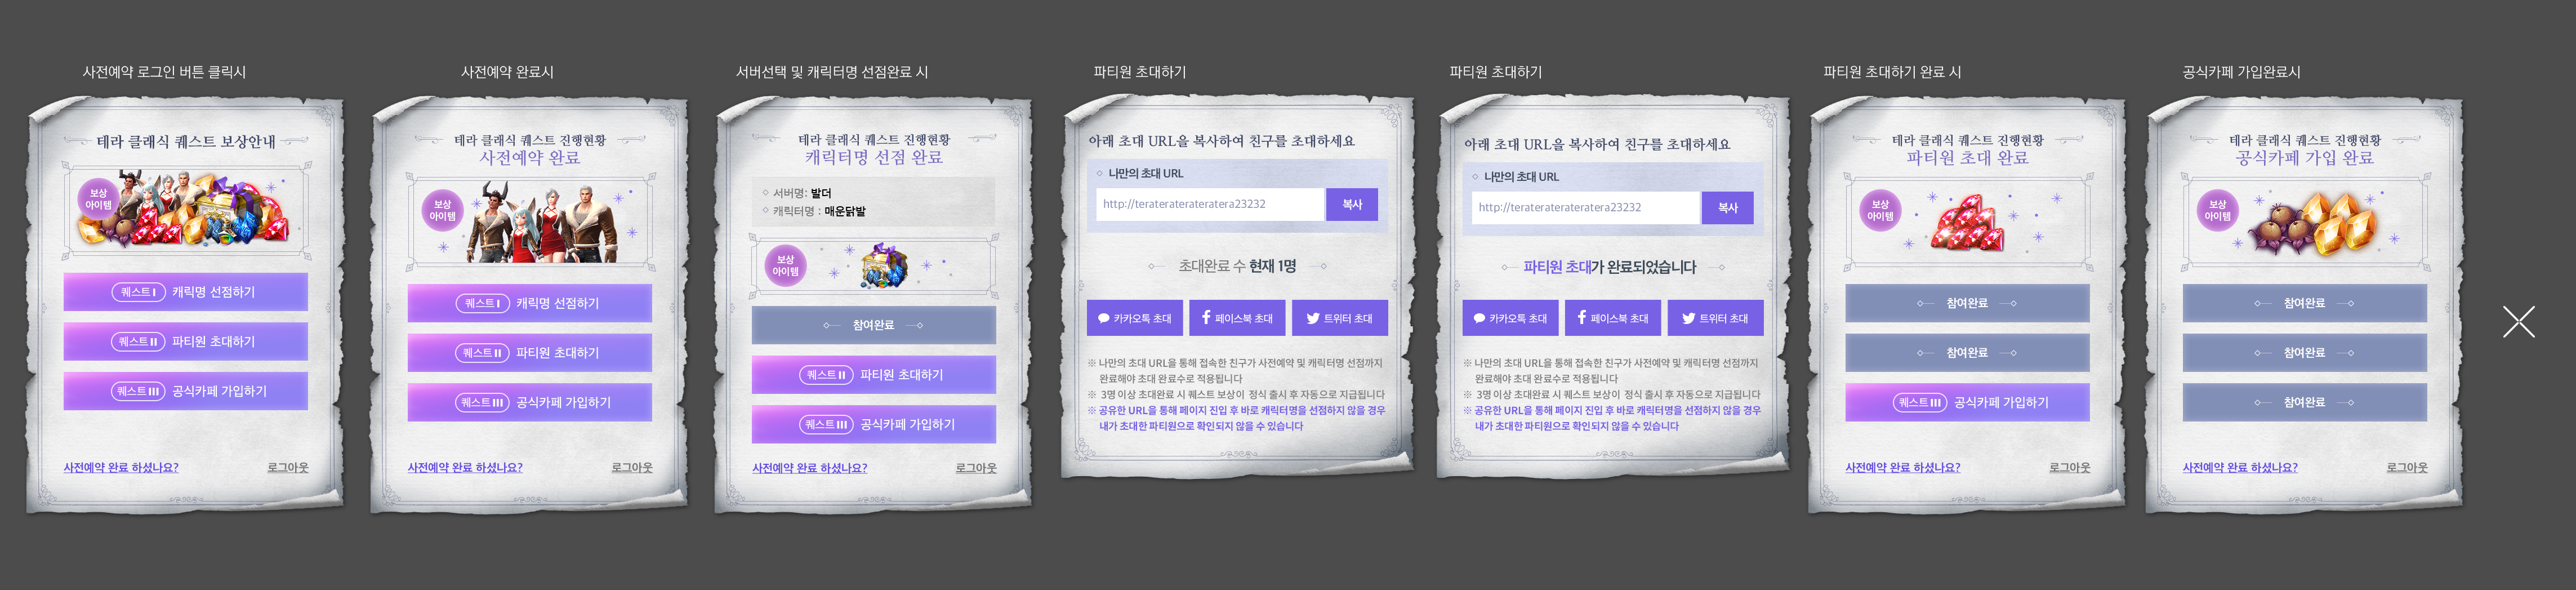 사전예약 로그인 버튼 클릭시
테라 클래식 퀘스트 보상안내
보상
아이템
퀘스트 I 캐릭명 선점하기
퀘스트 II 파티원 초대하기
퀘스트 III 공식카페 가입하기
사전예약 완료 하셨나요? 로그아웃
사전예약 완료시
테라 클래식 퀘스트 진행현황
사전예약 완료
보상
아이템
퀘스트 I 캐릭명 선점하기
퀘스트 II 파티원 초대하기
퀘스트 III 공식카페 가입하기
사전예약 완료 하셨나요? 로그아웃
서버선택 및 캐릭터명 선점완료 시
테라 클래식 퀘스트 진행현황
캐릭터명 선점 완료
서버명: 발더
캐릭터명 : 매운닭발
보상
아이템
참여완료
퀘스트 II 파티원 초대하기
퀘스트 III 공식카페 가입하기
사전예약 완료 하셨나요? 로그아웃
파티원 초대하기
아래 초대 URL을 복사하여 친구를 초대하세요
나만의 초대 URL
http://terateraterateratera23232 복사
초대완료 수 현재 1명
카카오톡 초대 페이스북 초대 트위터 초대
※ 나만의 초대 URL을 통해 접속한 친구가 사전예약 및 캐릭터명 선점까지
완료해야 초대 완료수로 적용됩니다
※ 3명 이상 초대완료 시 퀘스트 보상이 정식 출시 후 자동으로 지급됩니다
※ 공유한 URL을 통해 페이지 진입 후 바로 캐릭터명을 선점하지 않을 경우
내가 초대한 파티원으로 확인되지 않을 수 있습니다
파티원 초대하기
아래 초대 URL을 복사하여 친구를 초대하세요
나만의 초대 URL
http://terateraterateratera23232 복사
파티원 초대가 완료되었습니다
카카오톡 초대 페이스북 초대 트위터 초대
※ 나만의 초대 URL을 통해 접속한 친구가 사전예약 및 캐릭터명 선점까지
완료해야 초대 완료수로 적용됩니다
※ 3명 이상 초대완료 시 퀘스트 보상이 정식 출시 후 자동으로 지급됩니다
※ 공유한 URL을 통해 페이지 진입 후 바로 캐릭터명을 선점하지 않을 경우
내가 초대한 파티원으로 확인되지 않을 수 있습니다
파티원 초대하기 완료 시
테라 클래식 퀘스트 진행현황
파티원 초대 완료
보상
아이템
참여완료
참여완료
퀘스트 III 공식카페 가입하기
사전예약 완료 하셨나요? 로그아웃
공식카페 가입완료시
테라 클래식 퀘스트 진행현황
공식카페 가입 완료
보상
아이템
참여완료
참여완료
참여완료
사전예약 완료 하셨나요? 로그아웃